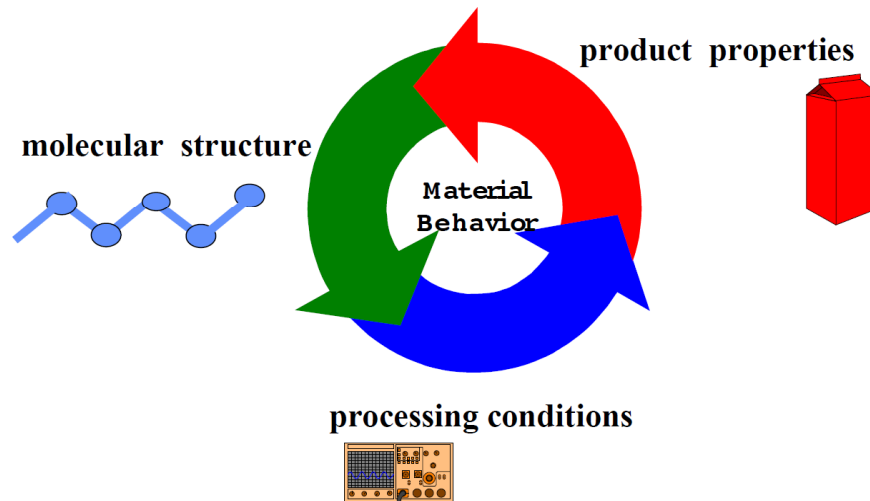 product properties
molecular structure
Material
Behavior
processing conditions